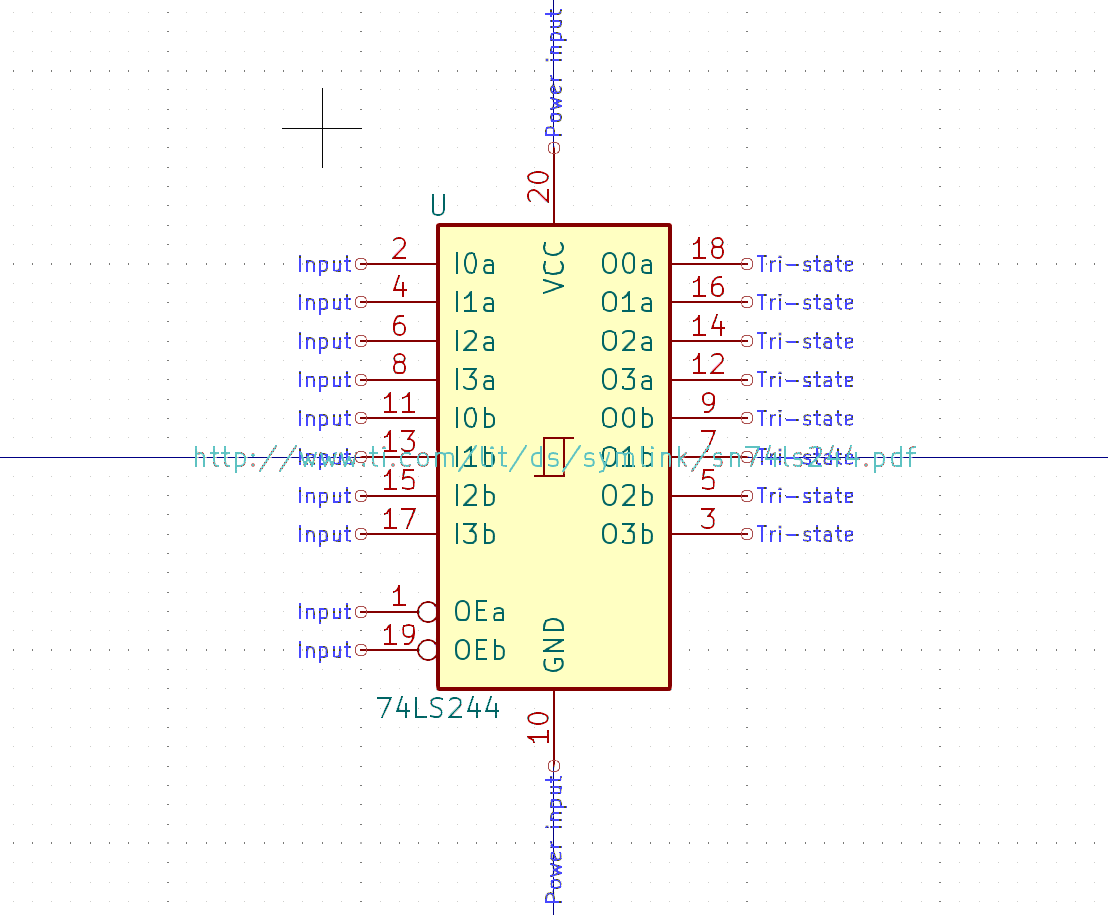 Power input
20
U
VCC
Input 2 I0a O0a 18 Tri-state
Input 4 I1a O1a 16 Tri-state
Input 6 I2a O2a 14 Tri-state
Input 8 I3a O3a 12 Tri-state
Input 11 I0b O0b 9 Tri-state
Input 13 I1b O1b 7 Tri-state
http://www.ti.com/lit/ds/symlink/sn74ls244.pdf
Input 15 I2b O2b 5 Tri-state
Input 17 I3b O3b 3 Tri-state
Input 1 OEa
Input 19 OEb
GND
74LS244
10
Power input